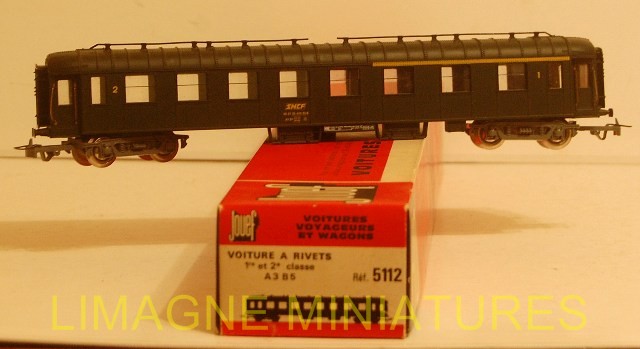 2
1
SNCF
VOITURES
Jouef
VOITURES
VOYAGEURS
ET WAGONS
VOITURE A RIVETS
1re et 2e classe
A3 B5
Réf. 5112
LIMAGNE MINIATURES